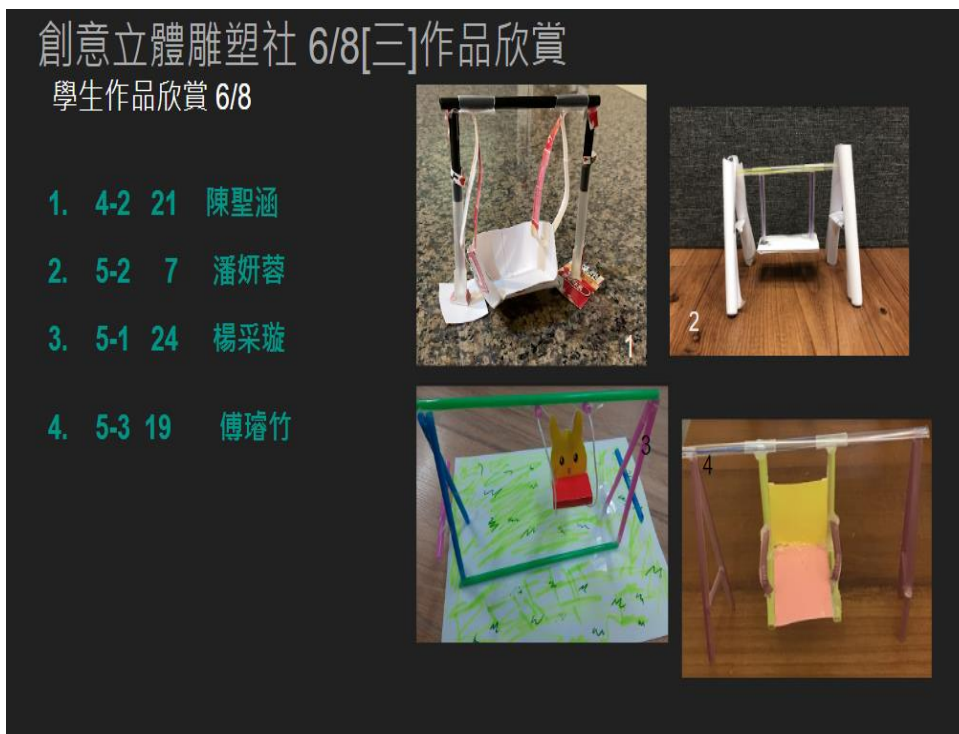 創意立體雕塑社 6/8[三]作品欣賞
學生作品欣賞 6/8
1. 4-2 21 陳聖涵
2. 5-2 7 潘妍蓉
3. 5-1 24 楊采璇
4. 5-3 19 傅璿竹
1
2
3
4